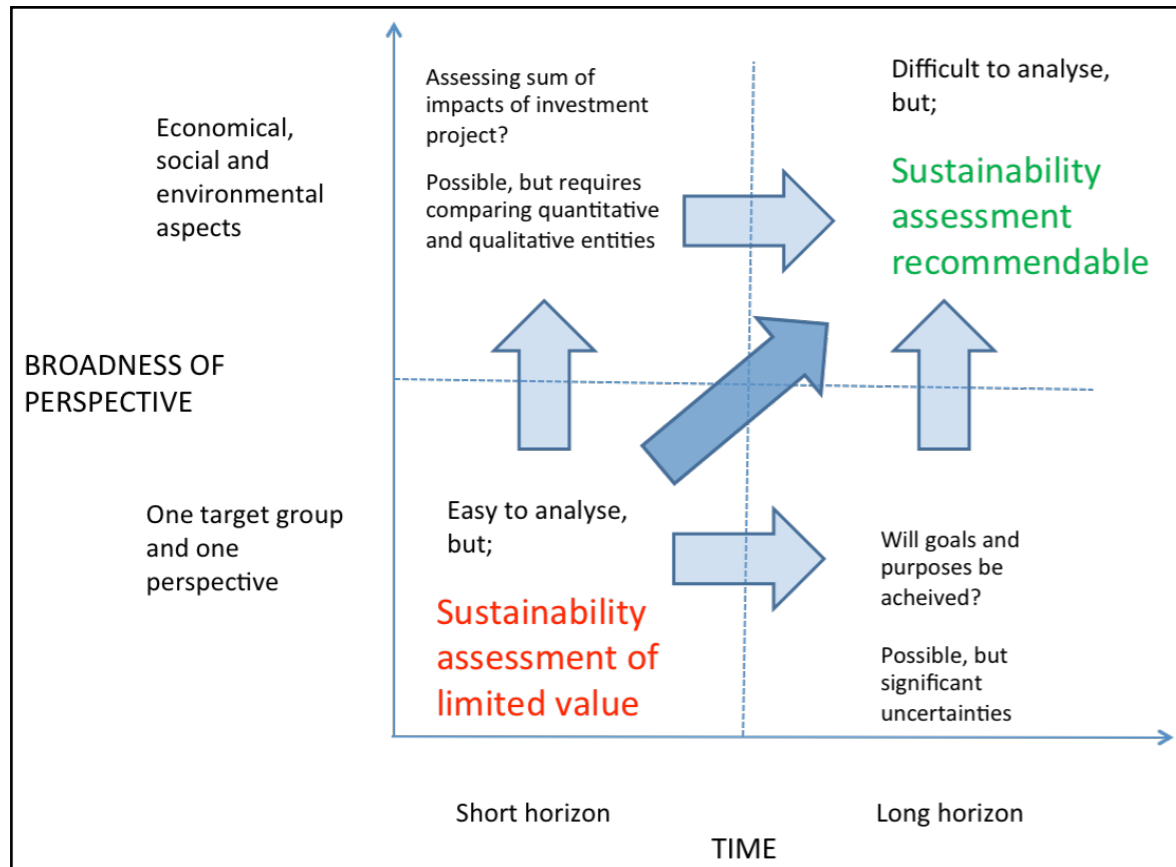 Assessing sum of
impacts of investment
project?
Possible, but requires
comparing quantitative
and qualitative entities
Difficult to analyse,
but;
Sustainability
assessment
recommendable
Economical,
social and
environmental
aspects
BROADNESS OF
PERSPECTIVE
One target group
and one
perspective
Easy to analyse,
but;
Sustainability
assessment of
limited value
Will goals and
purposes be
acheived?
Possible, but
significant
uncertainties
Short horizon
Long horizon
TIME